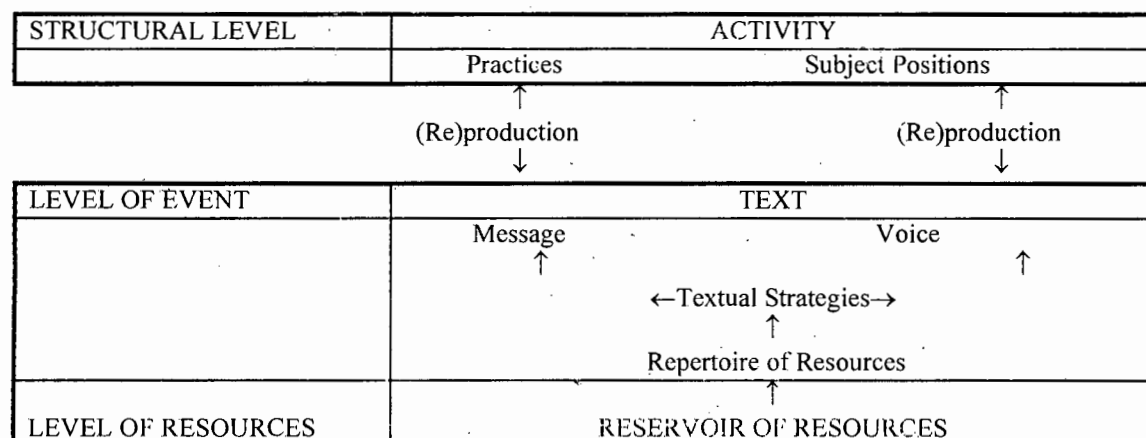 STRUCTURAL LEVEL ACTIVITY
Practices Subject Positions
↑ ↑
(Re)production (Re)production
↓ ↓
LEVEL OF EVENT TEXT
Message Voice
↑ ↑
←Textual Strategies→
↑
Repertoire of Resources
↑
LEVEL OF RESOURCES RESERVOIR OF RESOURCES